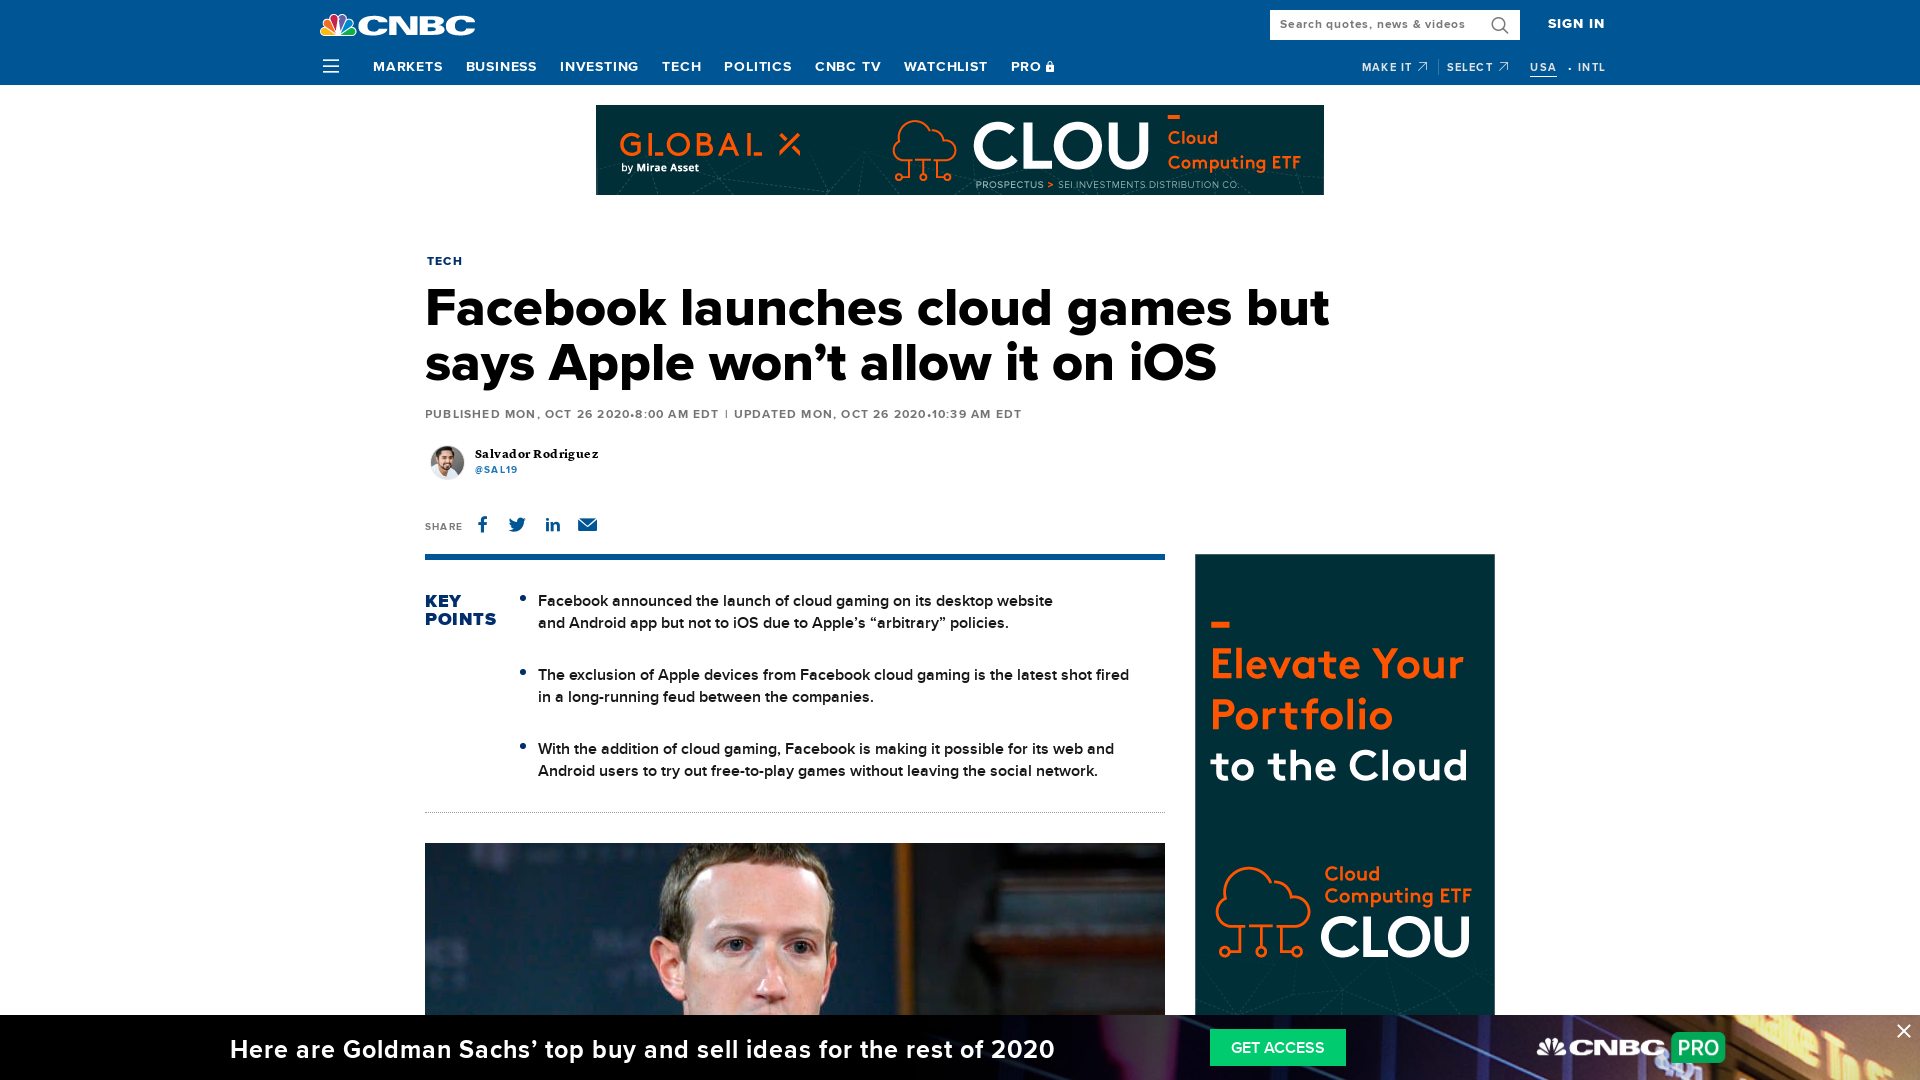 CNBC
Search quotes, news & videos
SIGN IN
MARKETS BUSINESS INVESTING TECH POLITICS CNBC TV WATCHLIST PRO
MAKE IT SELECT USA • INTL
GLOBAL X
by Mirae Asset
CLOU
Cloud
Computing ETF
PROSPECTUS > SEI INVESTMENTS DISTRIBUTION CO.
TECH
Facebook launches cloud games but
says Apple won’t allow it on iOS
PUBLISHED MON, OCT 26 2020•8:00 AM EDT | UPDATED MON, OCT 26 2020•10:39 AM EDT
Salvador Rodriguez
@SAL19
SHARE
KEY
POINTS
• Facebook announced the launch of cloud gaming on its desktop website
and Android app but not to iOS due to Apple’s “arbitrary” policies.
• The exclusion of Apple devices from Facebook cloud gaming is the latest shot fired
in a long-running feud between the companies.
• With the addition of cloud gaming, Facebook is making it possible for its web and
Android users to try out free-to-play games without leaving the social network.
Elevate Your
Portfolio
to the Cloud
Cloud
Computing ETF
CLOU
Here are Goldman Sachs’ top buy and sell ideas for the rest of 2020
GET ACCESS
CNBC PRO